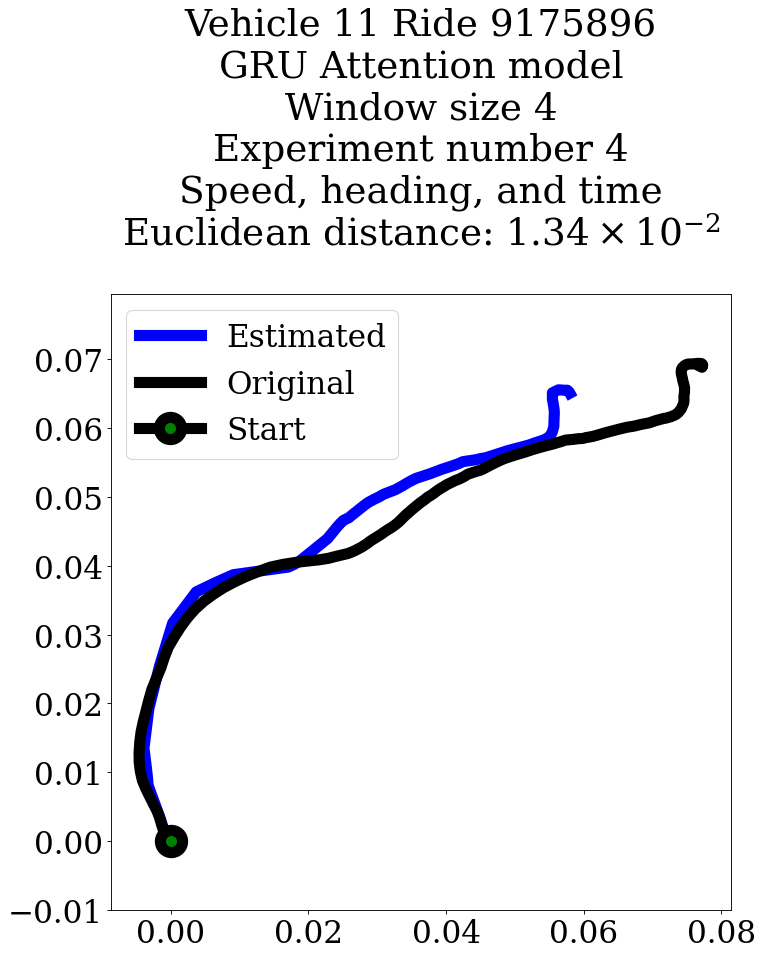 Vehicle 11 Ride 9175896
GRU Attention model
Window size 4
Experiment number 4
Speed, heading, and time
Euclidean distance: 1.34 × 10⁻²
Estimated
Original
Start
0.07
0.06
0.05
0.04
0.03
0.02
0.01
0.00
−0.01
0.00 0.02 0.04 0.06 0.08